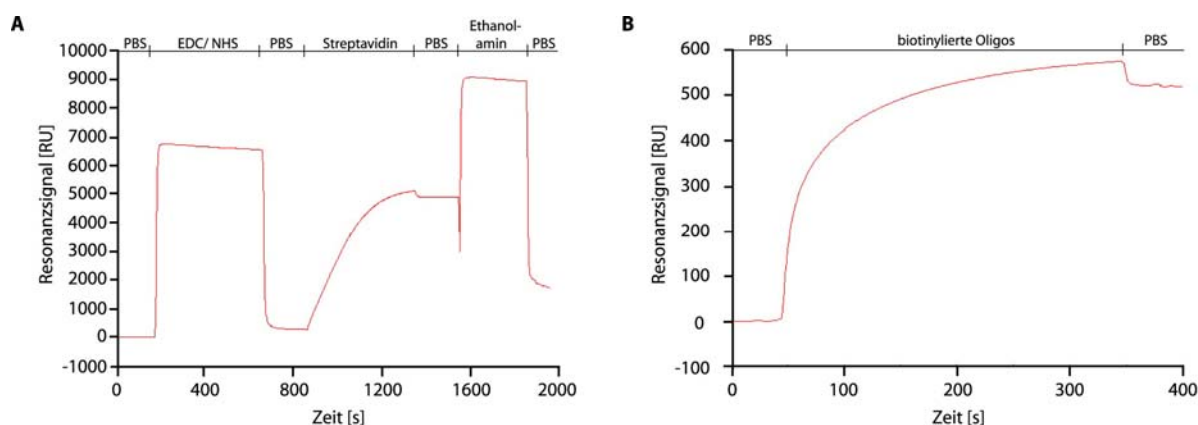 A
PBS EDC/ NHS PBS Streptavidin PBS Ethanol-
amin PBS
10000
9000
8000
7000
6000
5000
4000
3000
2000
1000
0
-1000
Resonanzsignal [RU]
0 400 800 1200 1600 2000
Zeit [s]
B
PBS biotinylierte Oligos PBS
600
500
400
300
200
100
0
-100
Resonanzsignal [RU]
0 100 200 300 400
Zeit [s]